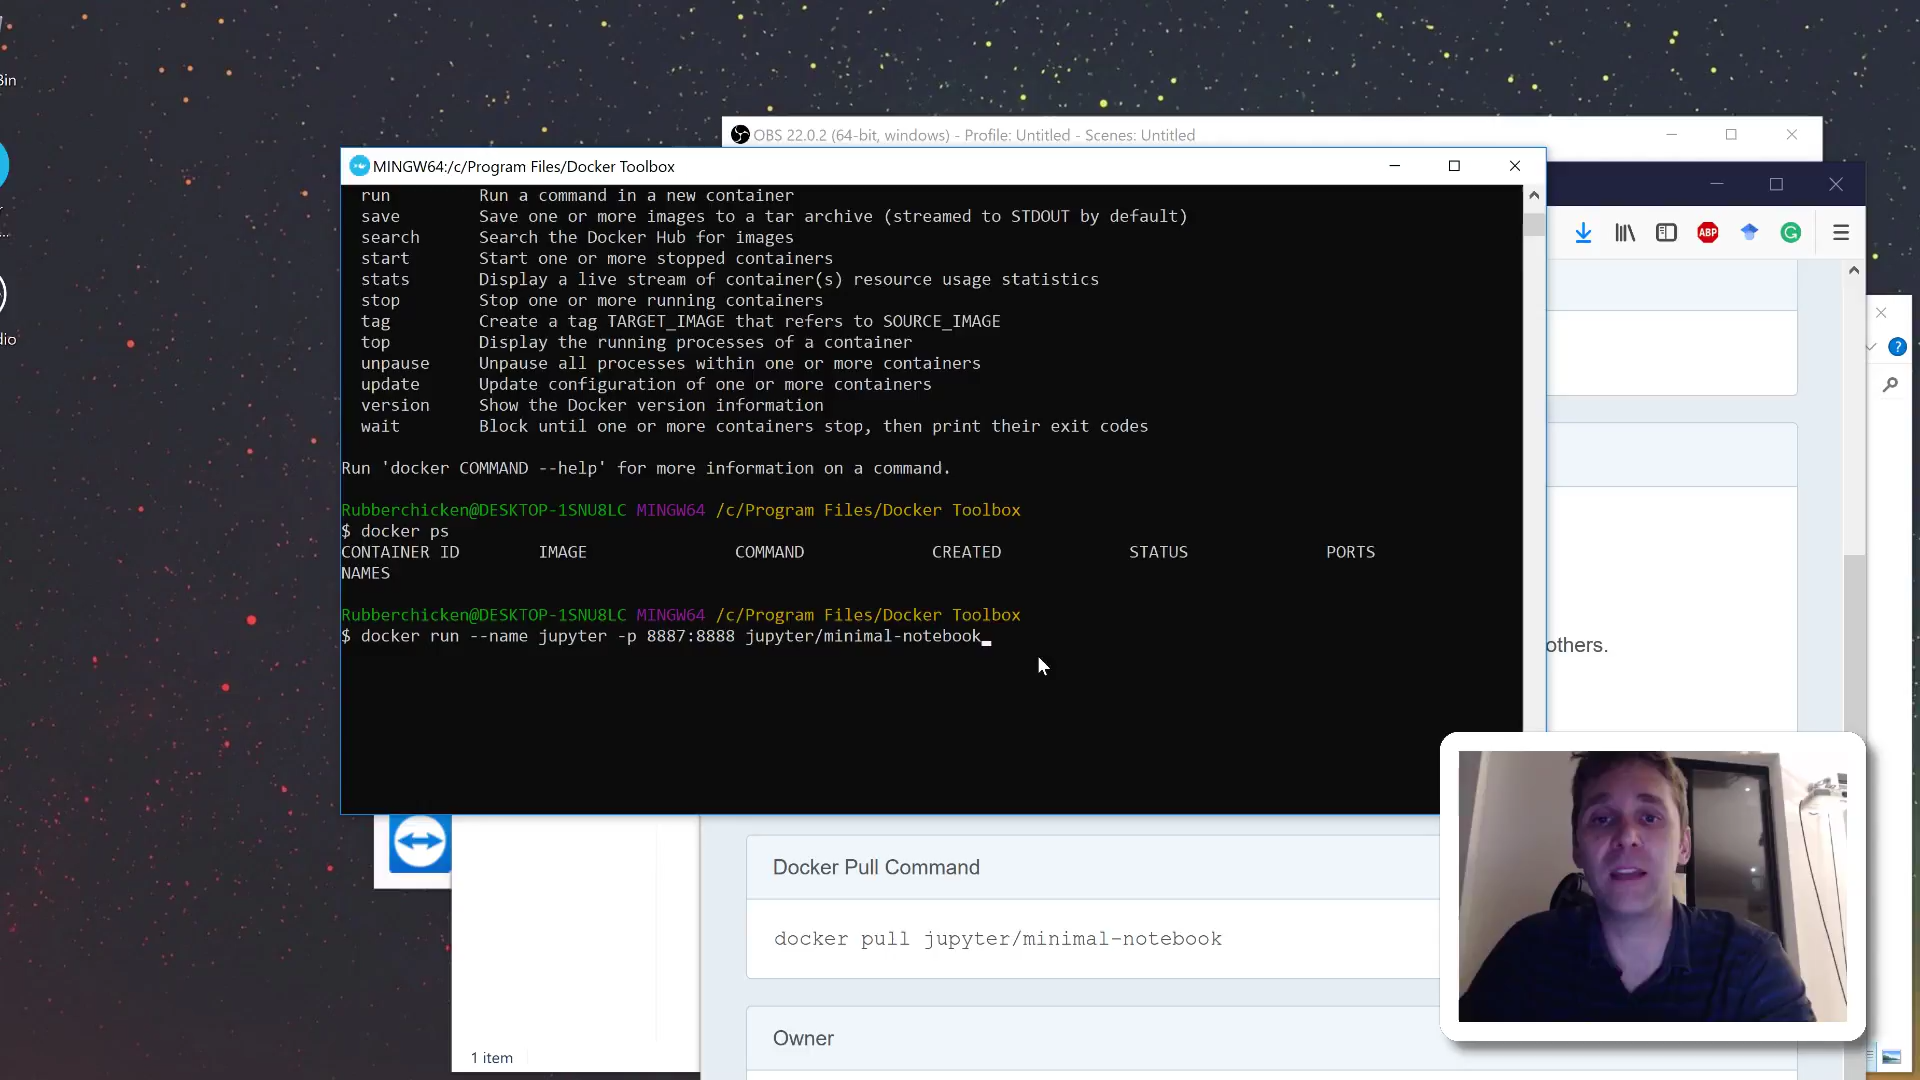 Bin
OBS 22.0.2 (64-bit, windows) - Profile: Untitled - Scenes: Untitled
MINGW64:/c/Program Files/Docker Toolbox
run Run a command in a new container
save Save one or more images to a tar archive (streamed to STDOUT by default)
search Search the Docker Hub for images
start Start one or more stopped containers
stats Display a live stream of container(s) resource usage statistics
stop Stop one or more running containers
tag Create a tag TARGET_IMAGE that refers to SOURCE_IMAGE
top Display the running processes of a container
unpause Unpause all processes within one or more containers
update Update configuration of one or more containers
version Show the Docker version information
wait Block until one or more containers stop, then print their exit codes
Run 'docker COMMAND --help' for more information on a command.
Rubberchicken@DESKTOP-1SNU8LC MINGW64 /c/Program Files/Docker Toolbox
$ docker ps
CONTAINER ID IMAGE COMMAND CREATED STATUS PORTS
NAMES
Rubberchicken@DESKTOP-1SNU8LC MINGW64 /c/Program Files/Docker Toolbox
$ docker run --name jupyter -p 8887:8888 jupyter/minimal-notebook
ABP
G
?
dio
others.
Docker Pull Command
docker pull jupyter/minimal-notebook
Owner
1 item